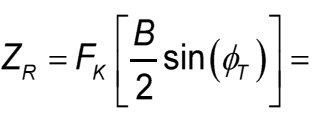 Z_R = F_K [ B/2 sin(ϕ_T) ] =